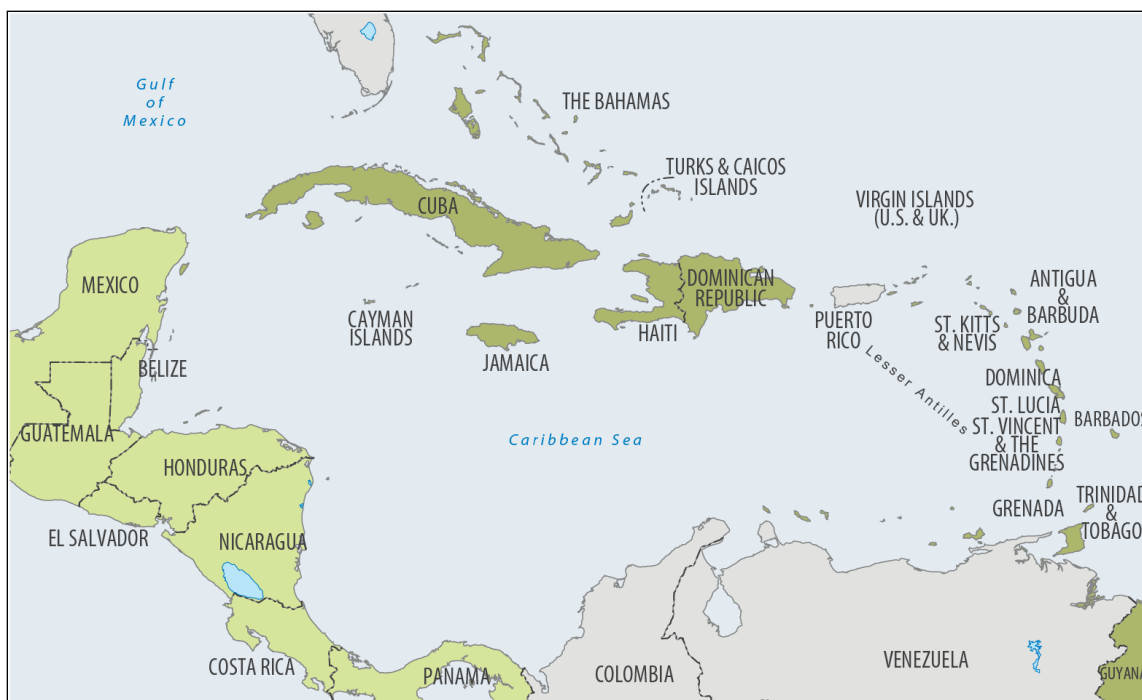 Gulf
of
Mexico
THE BAHAMAS
TURKS & CAICOS
ISLANDS
CUBA
VIRGIN ISLANDS
(U.S. & UK.)
MEXICO
DOMINICAN
REPUBLIC
ANTIGUA
&
BARBUDA
CAYMAN
ISLANDS
HAITI
PUERTO
RICO
ST. KITTS
& NEVIS
JAMAICA
BELIZE
Lesser Antilles
DOMINICA
ST. LUCIA
BARBADOS
ST. VINCENT
& THE
GRENADINES
GUATEMALA
Caribbean Sea
HONDURAS
GRENADA
TRINIDAD
&
TOBAGO
EL SALVADOR
NICARAGUA
COSTA RICA
PANAMA
COLOMBIA
VENEZUELA
GUYANA